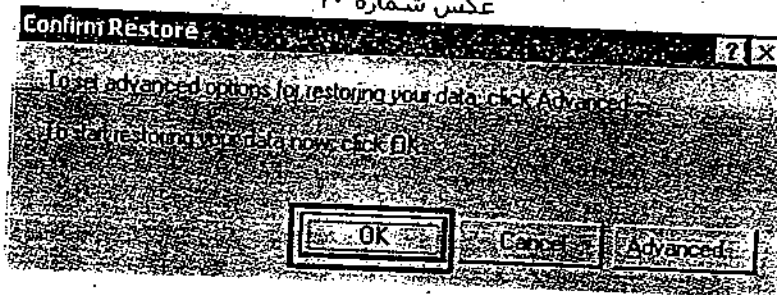 عکس شماره ۲۰
Confirm Restore
To set advanced options for restoring your data, click Advanced.
To start restoring your data now, click OK.
OK
Cancel
Advanced...